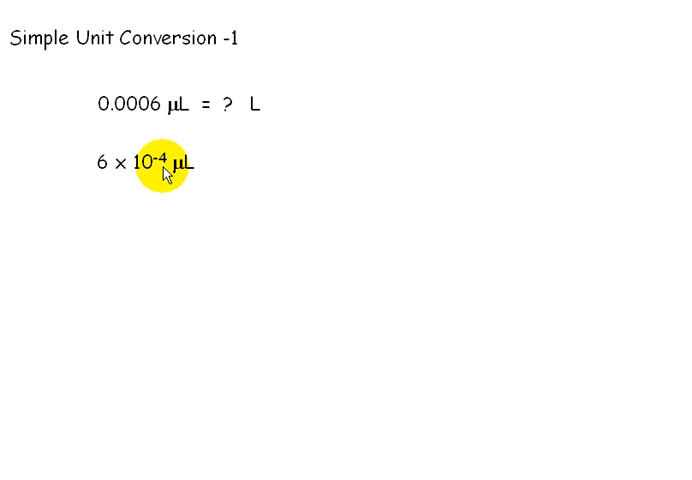 Simple Unit Conversion -1
0.0006 μL = ? L
6 × 10⁻⁴ μL